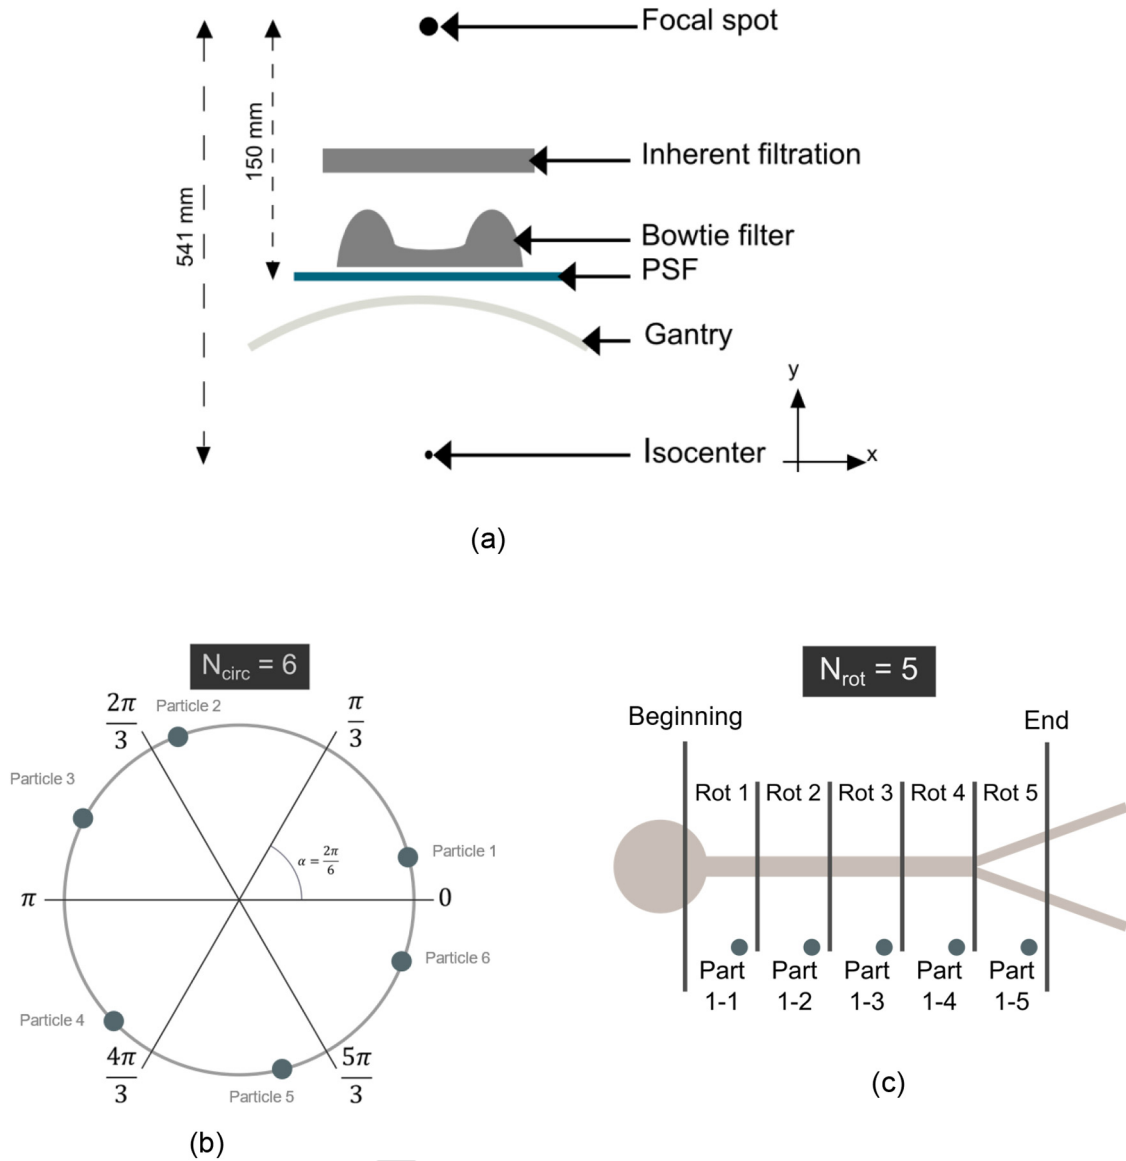 Focal spot
150 mm
541 mm
Inherent filtration
Bowtie filter
PSF
Gantry
y
x
Isocenter
(a)
N_circ = 6
2π/3
Particle 2
π/3
Particle 3
α = 2π/6
Particle 1
π
0
Particle 6
Particle 4
4π/3
Particle 5
5π/3
(b)
N_rot = 5
Beginning
End
Rot 1
Rot 2
Rot 3
Rot 4
Rot 5
Part
1-1
Part
1-2
Part
1-3
Part
1-4
Part
1-5
(c)